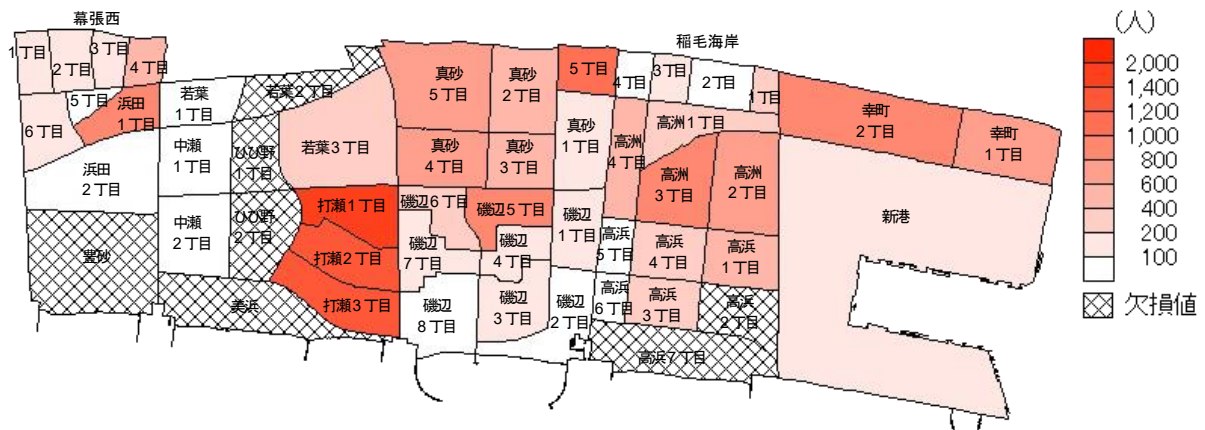 幕張西
1丁目
2丁目
3丁目
4丁目
5丁目
6丁目
浜田
1丁目
浜田
2丁目
豊砂
若葉
1丁目
若葉2丁目
若葉3丁目
中瀬
1丁目
中瀬
2丁目
ひび野
1丁目
ひび野
2丁目
美浜
打瀬1丁目
打瀬2丁目
打瀬3丁目
真砂
5丁目
真砂
2丁目
真砂
4丁目
真砂
3丁目
真砂
1丁目
磯辺6丁目
磯辺5丁目
磯辺
7丁目
磯辺
4丁目
磯辺
1丁目
磯辺
8丁目
磯辺
3丁目
磯辺
2丁目
稲毛海岸
5丁目
4丁目
3丁目
2丁目
1丁目
高洲1丁目
高洲
4丁目
高洲
3丁目
高洲
2丁目
高浜
5丁目
高浜
4丁目
高浜
1丁目
高浜
6丁目
高浜
3丁目
高浜
2丁目
高浜7丁目
幸町
2丁目
幸町
1丁目
新港
(人)
2,000
1,400
1,200
1,000
800
600
400
200
100
欠損値